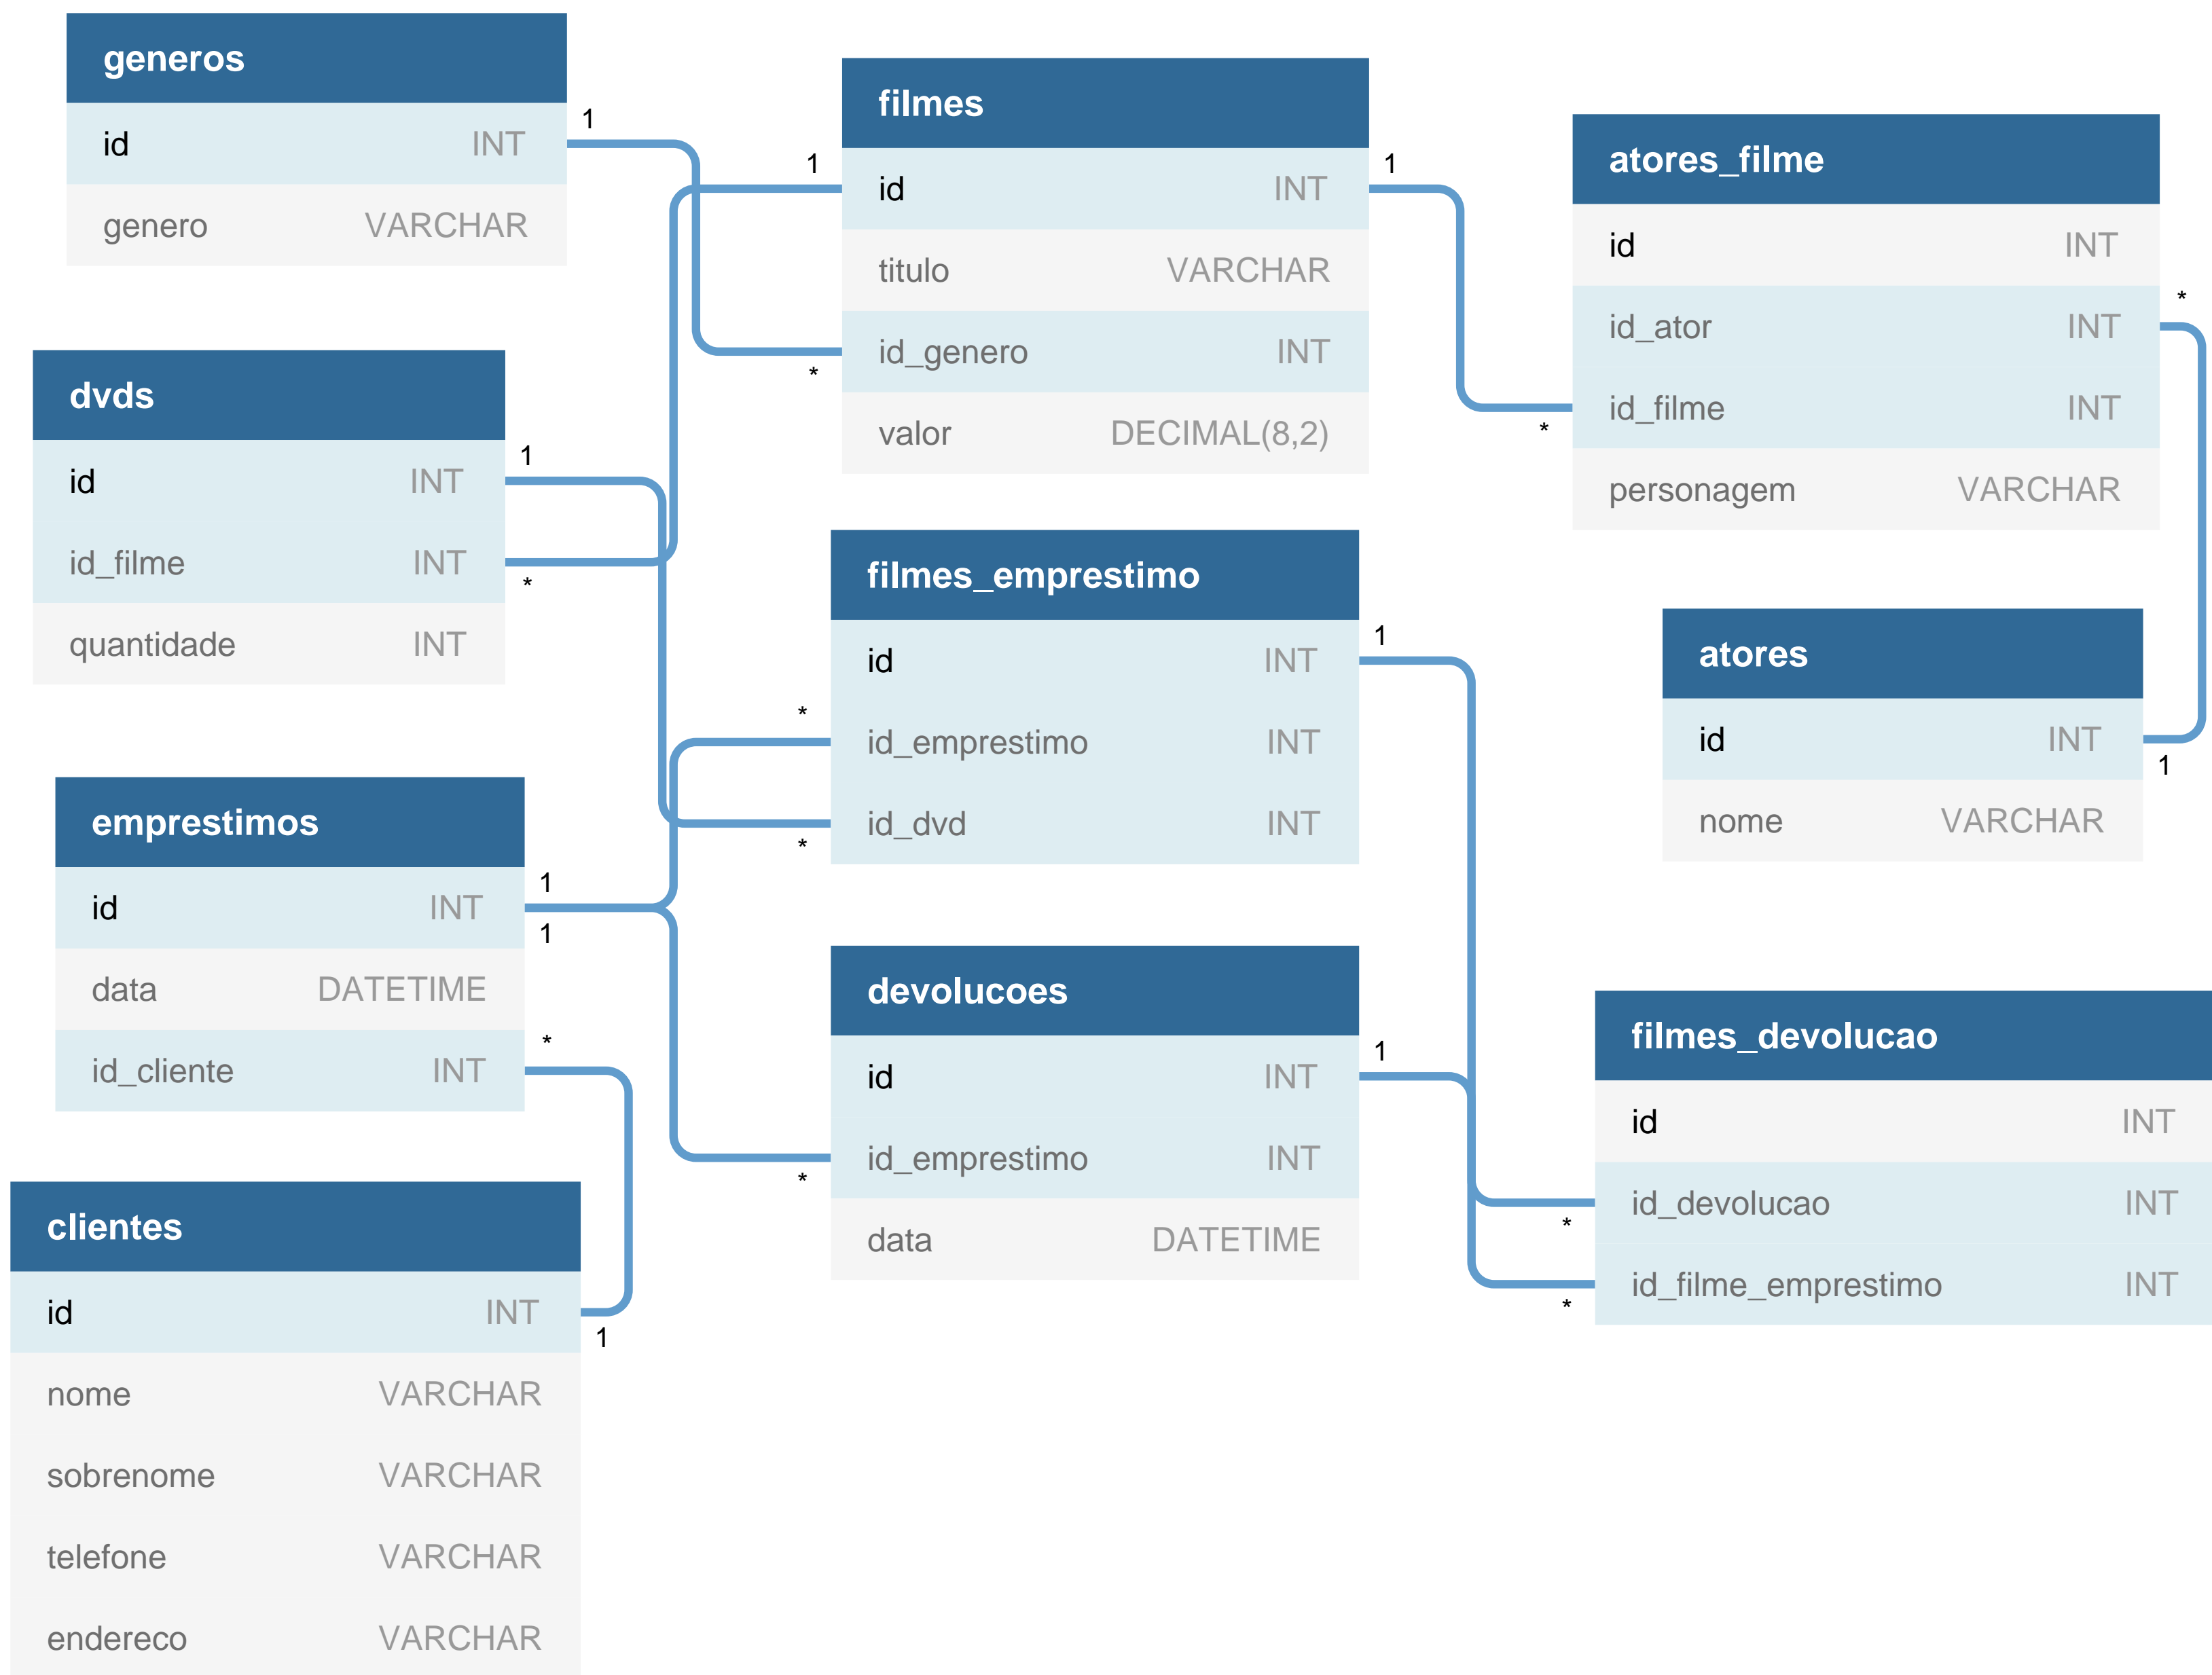 generos
id INT
genero VARCHAR
1
filmes
id INT
titulo VARCHAR
id_genero INT
valor DECIMAL(8,2)
1
1
*
atores_filme
id INT
id_ator INT
id_filme INT
personagem VARCHAR
*
*
dvds
id INT
id_filme INT
quantidade INT
1
*
filmes_emprestimo
id INT
id_emprestimo INT
id_dvd INT
1
*
*
atores
id INT
nome VARCHAR
1
emprestimos
id INT
data DATETIME
id_cliente INT
1
1
*
devolucoes
id INT
id_emprestimo INT
data DATETIME
1
*
filmes_devolucao
id INT
id_devolucao INT
id_filme_emprestimo INT
*
*
clientes
id INT
nome VARCHAR
sobrenome VARCHAR
telefone VARCHAR
endereco VARCHAR
1